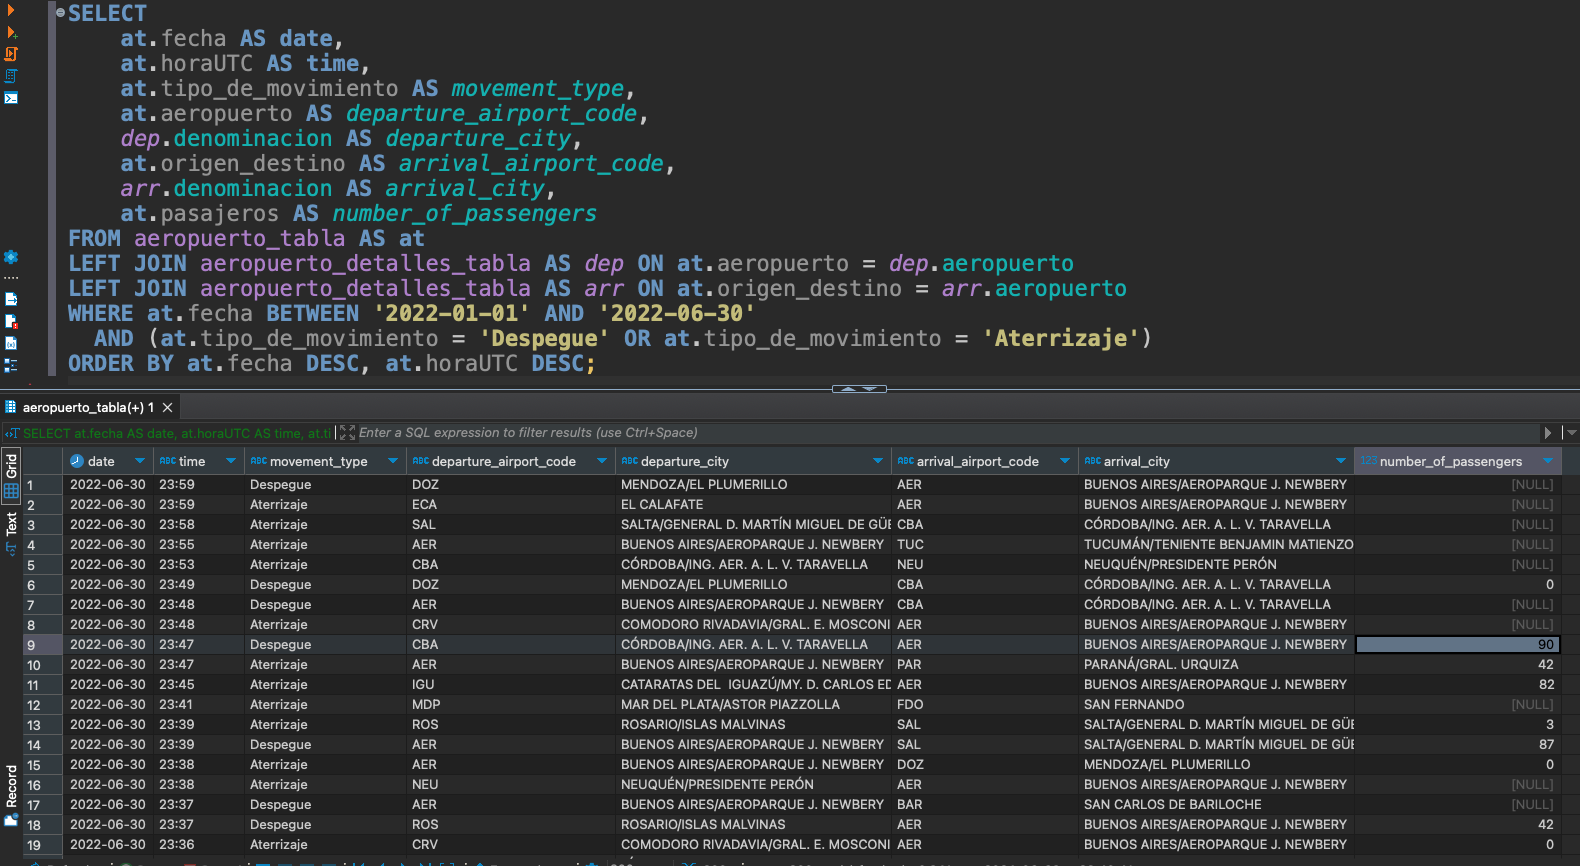 SELECT
at.fecha AS date,
at.horaUTC AS time,
at.tipo_de_movimiento AS movement_type,
at.aeropuerto AS departure_airport_code,
dep.denominacion AS departure_city,
at.origen_destino AS arrival_airport_code,
arr.denominacion AS arrival_city,
at.pasajeros AS number_of_passengers
FROM aeropuerto_tabla AS at
LEFT JOIN aeropuerto_detalles_tabla AS dep ON at.aeropuerto = dep.aeropuerto
LEFT JOIN aeropuerto_detalles_tabla AS arr ON at.origen_destino = arr.aeropuerto
WHERE at.fecha BETWEEN '2022-01-01' AND '2022-06-30'
AND (at.tipo_de_movimiento = 'Despegue' OR at.tipo_de_movimiento = 'Aterrizaje')
ORDER BY at.fecha DESC, at.horaUTC DESC;
aeropuerto_tabla(+) 1
SELECT at.fecha AS date, at.horaUTC AS time, at.ti Enter a SQL expression to filter results (use Ctrl+Space)
Grid
Text
Record
date ABC time ABC movement_type ABC departure_airport_code ABC departure_city ABC arrival_airport_code ABC arrival_city 123 number_of_passengers
1 2022-06-30 23:59 Despegue DOZ MENDOZA/EL PLUMERILLO AER BUENOS AIRES/AEROPARQUE J. NEWBERY [NULL]
2 2022-06-30 23:59 Aterrizaje ECA EL CALAFATE AER BUENOS AIRES/AEROPARQUE J. NEWBERY [NULL]
3 2022-06-30 23:58 Aterrizaje SAL SALTA/GENERAL D. MARTÍN MIGUEL DE GÜE CBA CÓRDOBA/ING. AER. A. L. V. TARAVELLA [NULL]
4 2022-06-30 23:55 Aterrizaje AER BUENOS AIRES/AEROPARQUE J. NEWBERY TUC TUCUMÁN/TENIENTE BENJAMIN MATIENZO [NULL]
5 2022-06-30 23:53 Aterrizaje CBA CÓRDOBA/ING. AER. A. L. V. TARAVELLA NEU NEUQUÉN/PRESIDENTE PERÓN [NULL]
6 2022-06-30 23:49 Despegue DOZ MENDOZA/EL PLUMERILLO CBA CÓRDOBA/ING. AER. A. L. V. TARAVELLA 0
7 2022-06-30 23:48 Despegue AER BUENOS AIRES/AEROPARQUE J. NEWBERY CBA CÓRDOBA/ING. AER. A. L. V. TARAVELLA [NULL]
8 2022-06-30 23:48 Aterrizaje CRV COMODORO RIVADAVIA/GRAL. E. MOSCONI AER BUENOS AIRES/AEROPARQUE J. NEWBERY [NULL]
9 2022-06-30 23:47 Despegue CBA CÓRDOBA/ING. AER. A. L. V. TARAVELLA AER BUENOS AIRES/AEROPARQUE J. NEWBERY 90
10 2022-06-30 23:47 Aterrizaje AER BUENOS AIRES/AEROPARQUE J. NEWBERY PAR PARANÁ/GRAL. URQUIZA 42
11 2022-06-30 23:45 Aterrizaje IGU CATARATAS DEL IGUAZÚ/MY. D. CARLOS ED AER BUENOS AIRES/AEROPARQUE J. NEWBERY 82
12 2022-06-30 23:41 Aterrizaje MDP MAR DEL PLATA/ASTOR PIAZZOLLA FDO SAN FERNANDO [NULL]
13 2022-06-30 23:39 Aterrizaje ROS ROSARIO/ISLAS MALVINAS SAL SALTA/GENERAL D. MARTÍN MIGUEL DE GÜE 3
14 2022-06-30 23:39 Despegue AER BUENOS AIRES/AEROPARQUE J. NEWBERY SAL SALTA/GENERAL D. MARTÍN MIGUEL DE GÜE 87
15 2022-06-30 23:38 Aterrizaje AER BUENOS AIRES/AEROPARQUE J. NEWBERY DOZ MENDOZA/EL PLUMERILLO 0
16 2022-06-30 23:38 Aterrizaje NEU NEUQUÉN/PRESIDENTE PERÓN AER BUENOS AIRES/AEROPARQUE J. NEWBERY [NULL]
17 2022-06-30 23:37 Despegue AER BUENOS AIRES/AEROPARQUE J. NEWBERY BAR SAN CARLOS DE BARILOCHE [NULL]
18 2022-06-30 23:37 Despegue ROS ROSARIO/ISLAS MALVINAS AER BUENOS AIRES/AEROPARQUE J. NEWBERY 42
19 2022-06-30 23:36 Aterrizaje CRV COMODORO RIVADAVIA/GRAL. E. MOSCONI AER BUENOS AIRES/AEROPARQUE J. NEWBERY 0